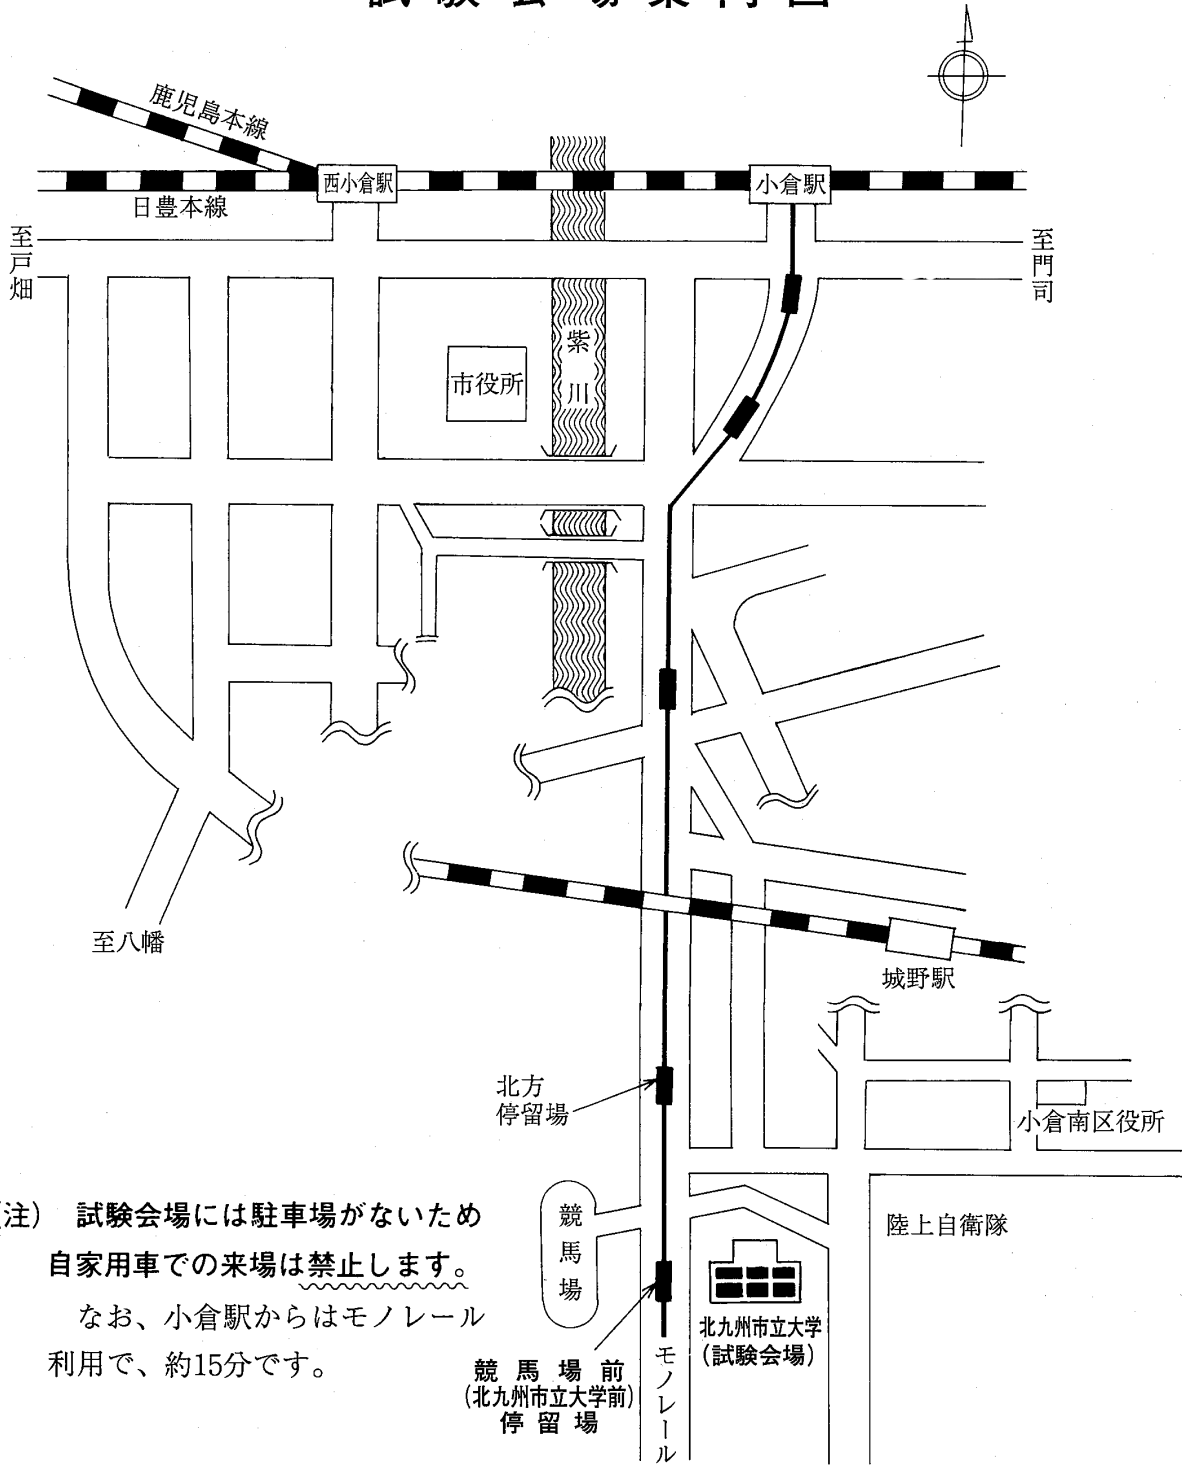 試験会場案内図
鹿児島本線
西小倉駅
小倉駅
日豊本線
至戸畑
至門司
紫川
市役所
至八幡
城野駅
北方
停留場
小倉南区役所
競馬場
陸上自衛隊
(注) 試験会場には駐車場がないため
自家用車での来場は禁止します。
なお、小倉駅からはモノレール
利用で、約15分です。
北九州市立大学
(試験会場)
競馬場前
(北九州市立大学前)
停留場
モノレール